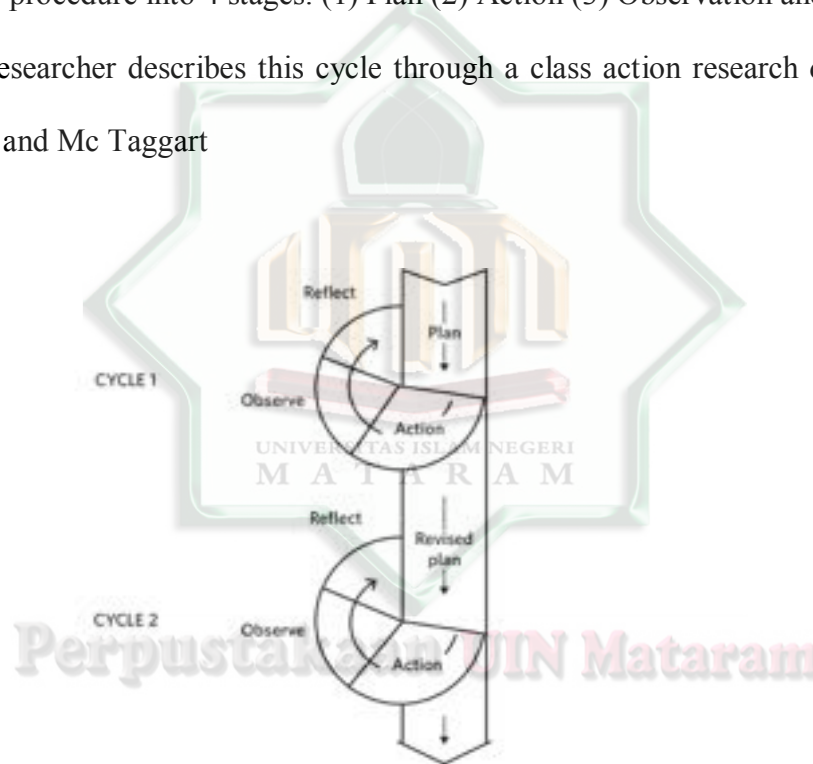 procedure into 4 stages: (1) Plan (2) Action (3) Observation and
esearcher describes this cycle through a class action research
and Mc Taggart
Reflect
Plan
CYCLE 1
Observe
Action
UNIVERSITAS ISLAM NEGERI
MATARAM
Reflect
Revised
plan
CYCLE 2
Observe
Action
Perpustakaan UIN Mataram